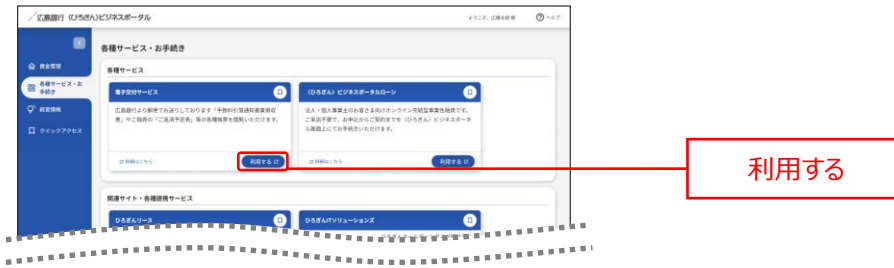 広島銀行 〈ひろぎん〉ビジネスポータル
ようこそ、広島太郎 様
ヘルプ
各種サービス・お手続き
資金管理
各種サービス・お
手続き
経営情報
クイックアクセス
各種サービス
電子交付サービス
広島銀行より郵便でお送りしております「手数料引落通知書兼領収
書」やご融資の「ご返済予定表」等の各種帳票を閲覧いただけます。
詳細はこちら
利用する
〈ひろぎん〉ビジネスポータルローン
法人・個人事業主のお客さま向けオンライン完結型事業性融資です。
ご来店不要で、お申込からご契約までを〈ひろぎん〉ビジネスポータ
ル画面上にてお手続きいただけます。
詳細はこちら
利用する
利用する
関連サイト・各種提携サービス
ひろぎんリース
ひろぎんITソリューションズ